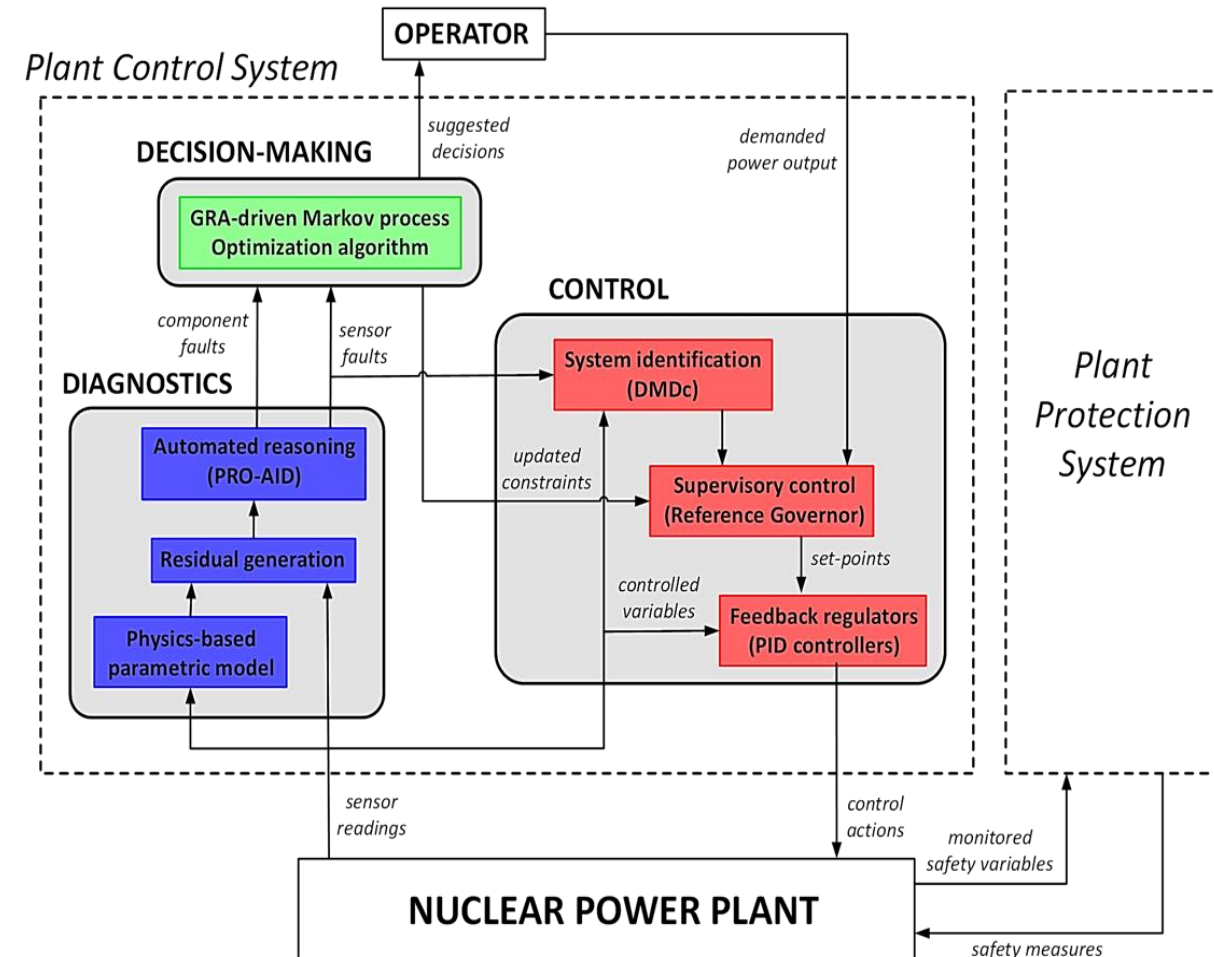 OPERATOR
Plant Control System
suggested
decisions
demanded
power output
DECISION-MAKING
GRA-driven Markov process
Optimization algorithm
CONTROL
component
faults
sensor
faults
System identification
(DMDc)
DIAGNOSTICS
Automated reasoning
(PRO-AID)
updated
constraints
Supervisory control
(Reference Governor)
Residual generation
set-points
controlled
variables
Feedback regulators
(PID controllers)
Physics-based
parametric model
Plant
Protection
System
sensor
readings
control
actions
monitored
safety variables
NUCLEAR POWER PLANT
safety measures